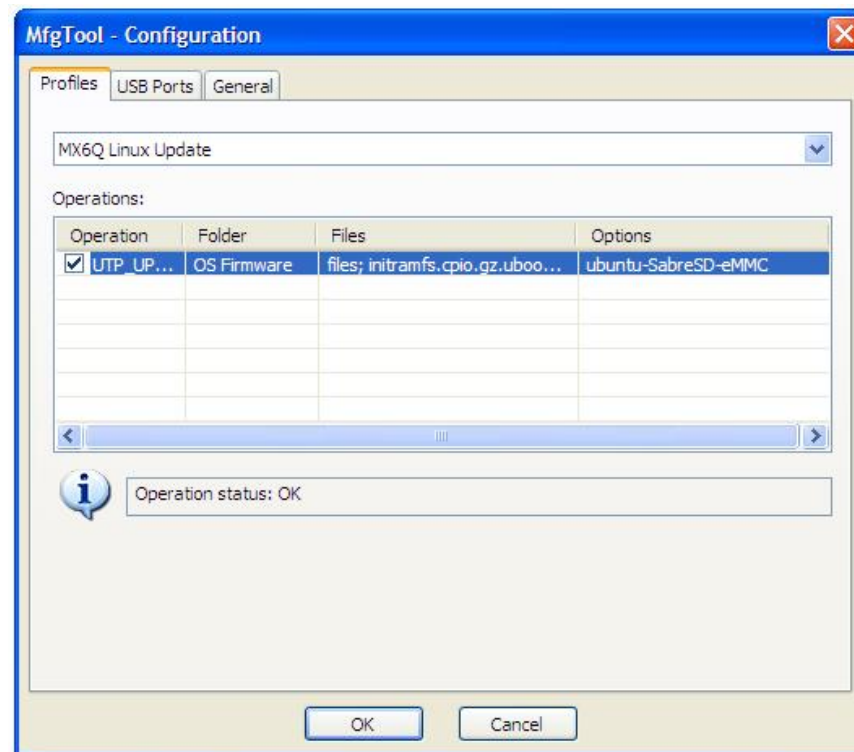 MfgTool - Configuration
Profiles USB Ports General
MX6Q Linux Update
Operations:
Operation Folder Files Options
UTP_UP... OS Firmware files; initramfs.cpio.gz.uboo... ubuntu-SabreSD-eMMC
Operation status: OK
OK Cancel